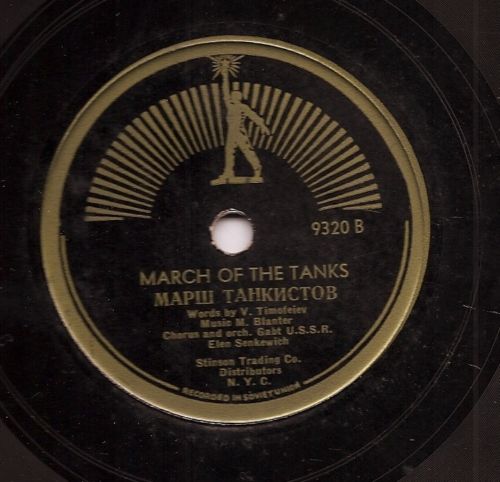 9320 B
MARCH OF THE TANKS
МАРШ ТАНКИСТОВ
Words by V. Timofeiev
Music M. Blanter
Chorus and orch. Gabt U.S.S.R.
Elen Senkewich
Stinson Trading Co.
Distributors
N. Y. C.
RECORDED IN SOVIET UNION